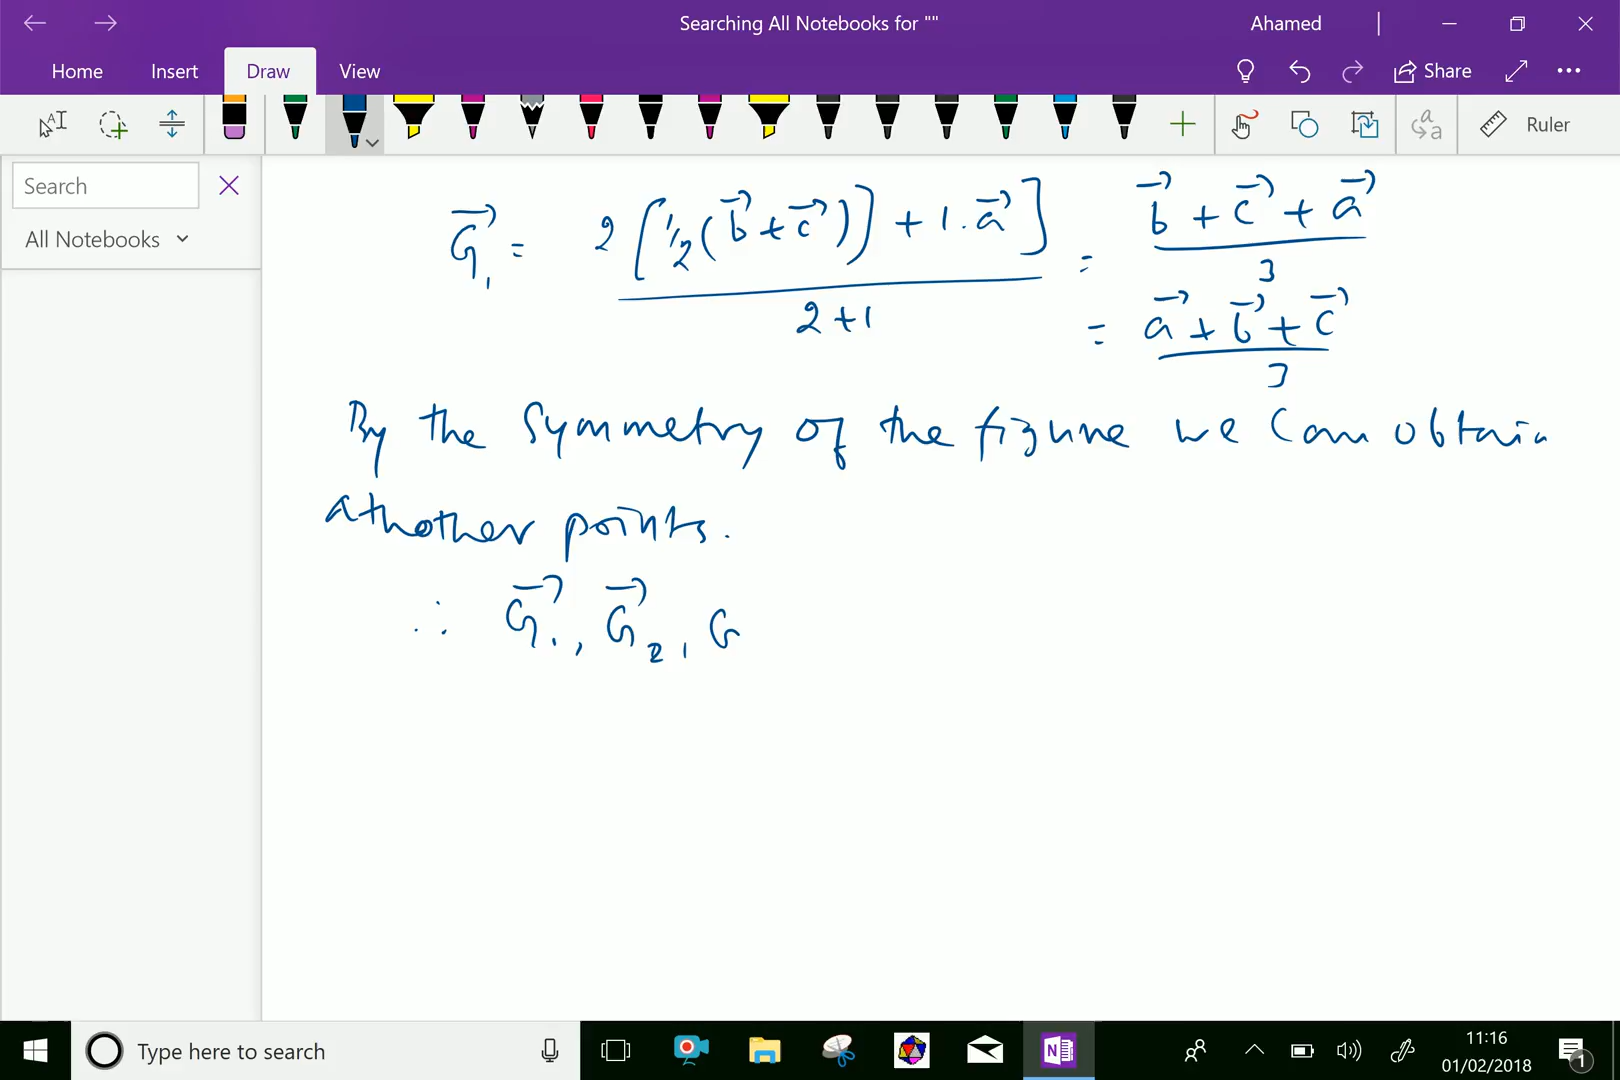 Searching All Notebooks for ""
Ahamed
Home Insert Draw View
Share
Ruler
Search
All Notebooks
G⃗₁ = 2[½(b⃗+c⃗)] + 1.a⃗] / 2+1 = b⃗ + c⃗ + a⃗ / 3
= a⃗ + b⃗ + c⃗ / 3
By the Symmetry of the figure we Can obtain
athother points.
∴ G⃗₁, G⃗₂, G
Type here to search
11:16
01/02/2018
1